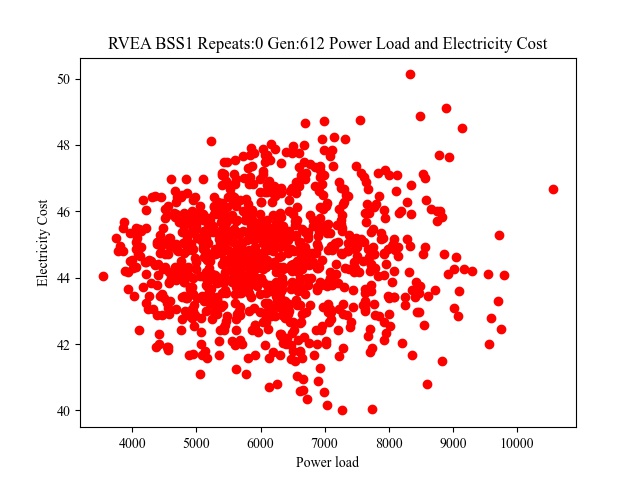 RVEA BSS1 Repeats:0 Gen:612 Power Load and Electricity Cost
Electricity Cost
50
48
46
44
42
40
4000 5000 6000 7000 8000 9000 10000
Power load